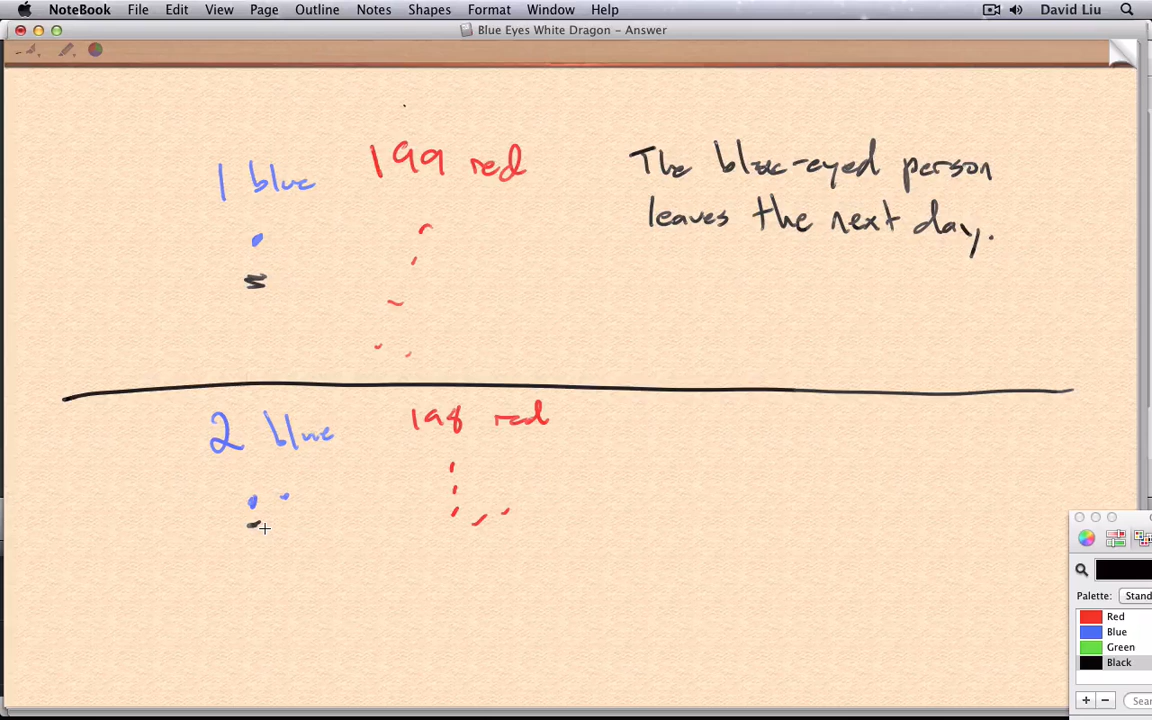 NoteBook File Edit View Page Outline Notes Shapes Format Window Help David Liu
Blue Eyes White Dragon – Answer
1 blue 199 red
The blue-eyed person
leaves the next day.
2 blue 198 red
Palette: Stand
Red
Blue
Green
Black
+ − Sear